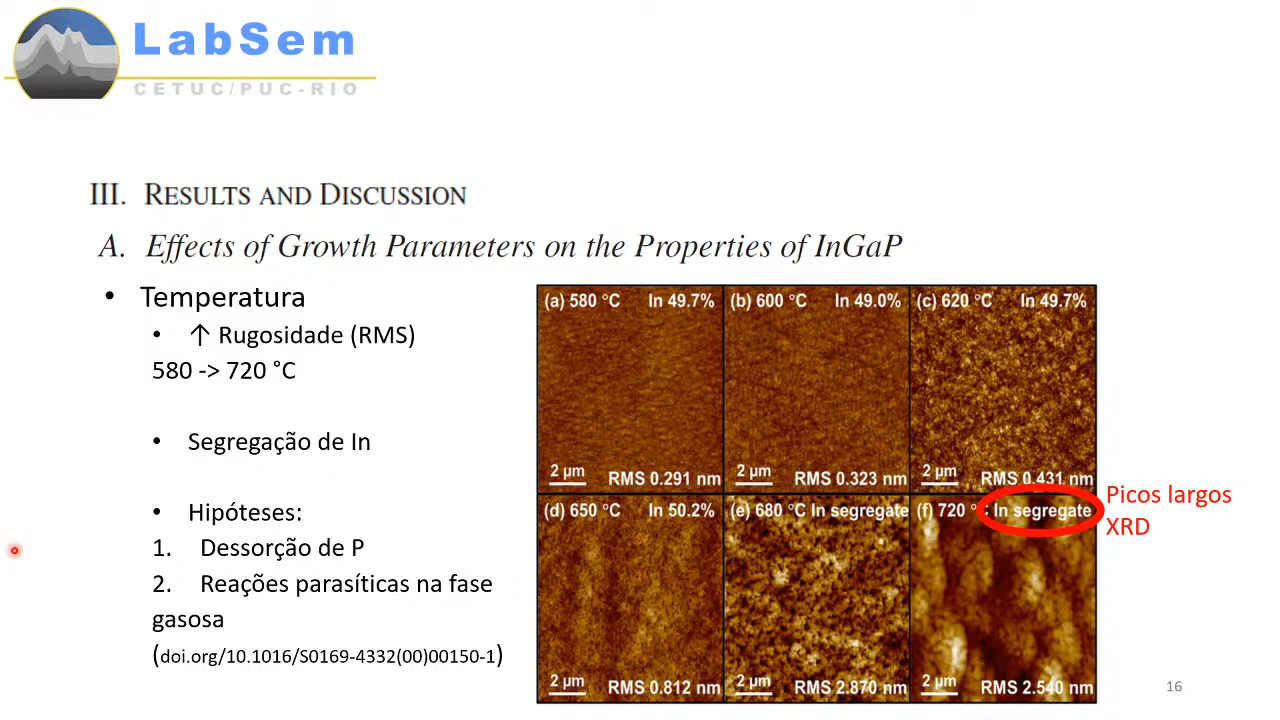 LabSem
CETUC/PUC-RIO
III. RESULTS AND DISCUSSION
A. Effects of Growth Parameters on the Properties of InGaP
• Temperatura
• ↑ Rugosidade (RMS)
580 -> 720 °C
• Segregação de In
• Hipóteses:
1. Dessorção de P
2. Reações parasíticas na fase
gasosa
(doi.org/10.1016/S0169-4332(00)00150-1)
(a) 580 °C In 49.7%
2 μm RMS 0.291 nm
(b) 600 °C In 49.0%
2 μm RMS 0.323 nm
(c) 620 °C In 49.7%
2 μm RMS 0.431 nm
(d) 650 °C In 50.2%
2 μm RMS 0.812 nm
(e) 680 °C In segregate
2 μm RMS 2.870 nm
(f) 720 ° In segregate
2 μm RMS 2.540 nm
Picos largos
XRD
16